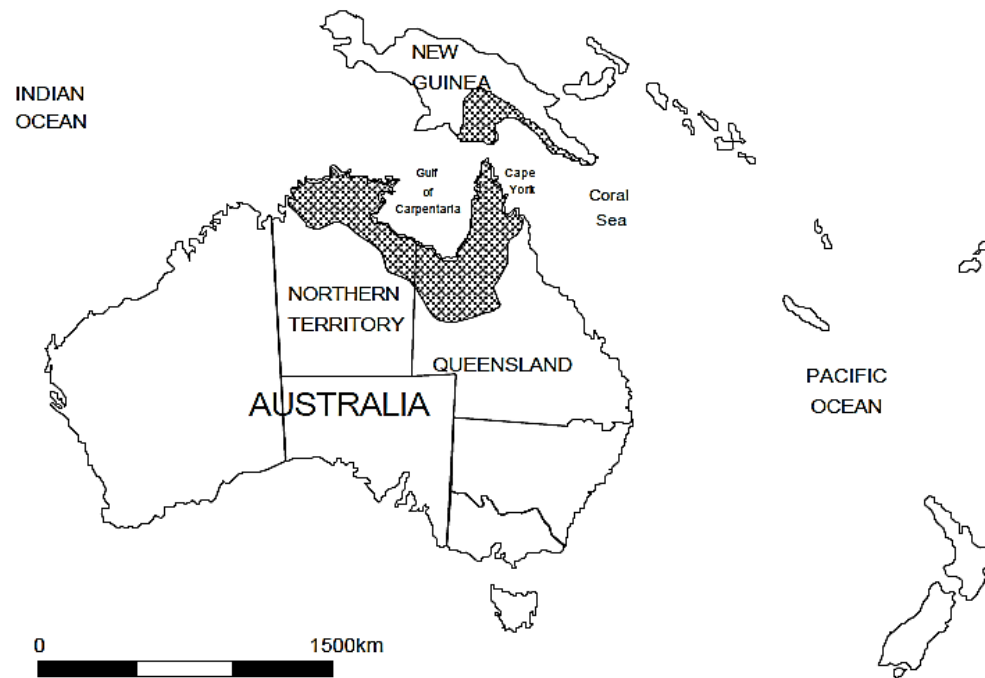 NEW
GUINEA
INDIAN
OCEAN
Gulf
of
Carpentaria
Cape
York
Coral
Sea
NORTHERN
TERRITORY
QUEENSLAND
PACIFIC
OCEAN
AUSTRALIA
0 1500km